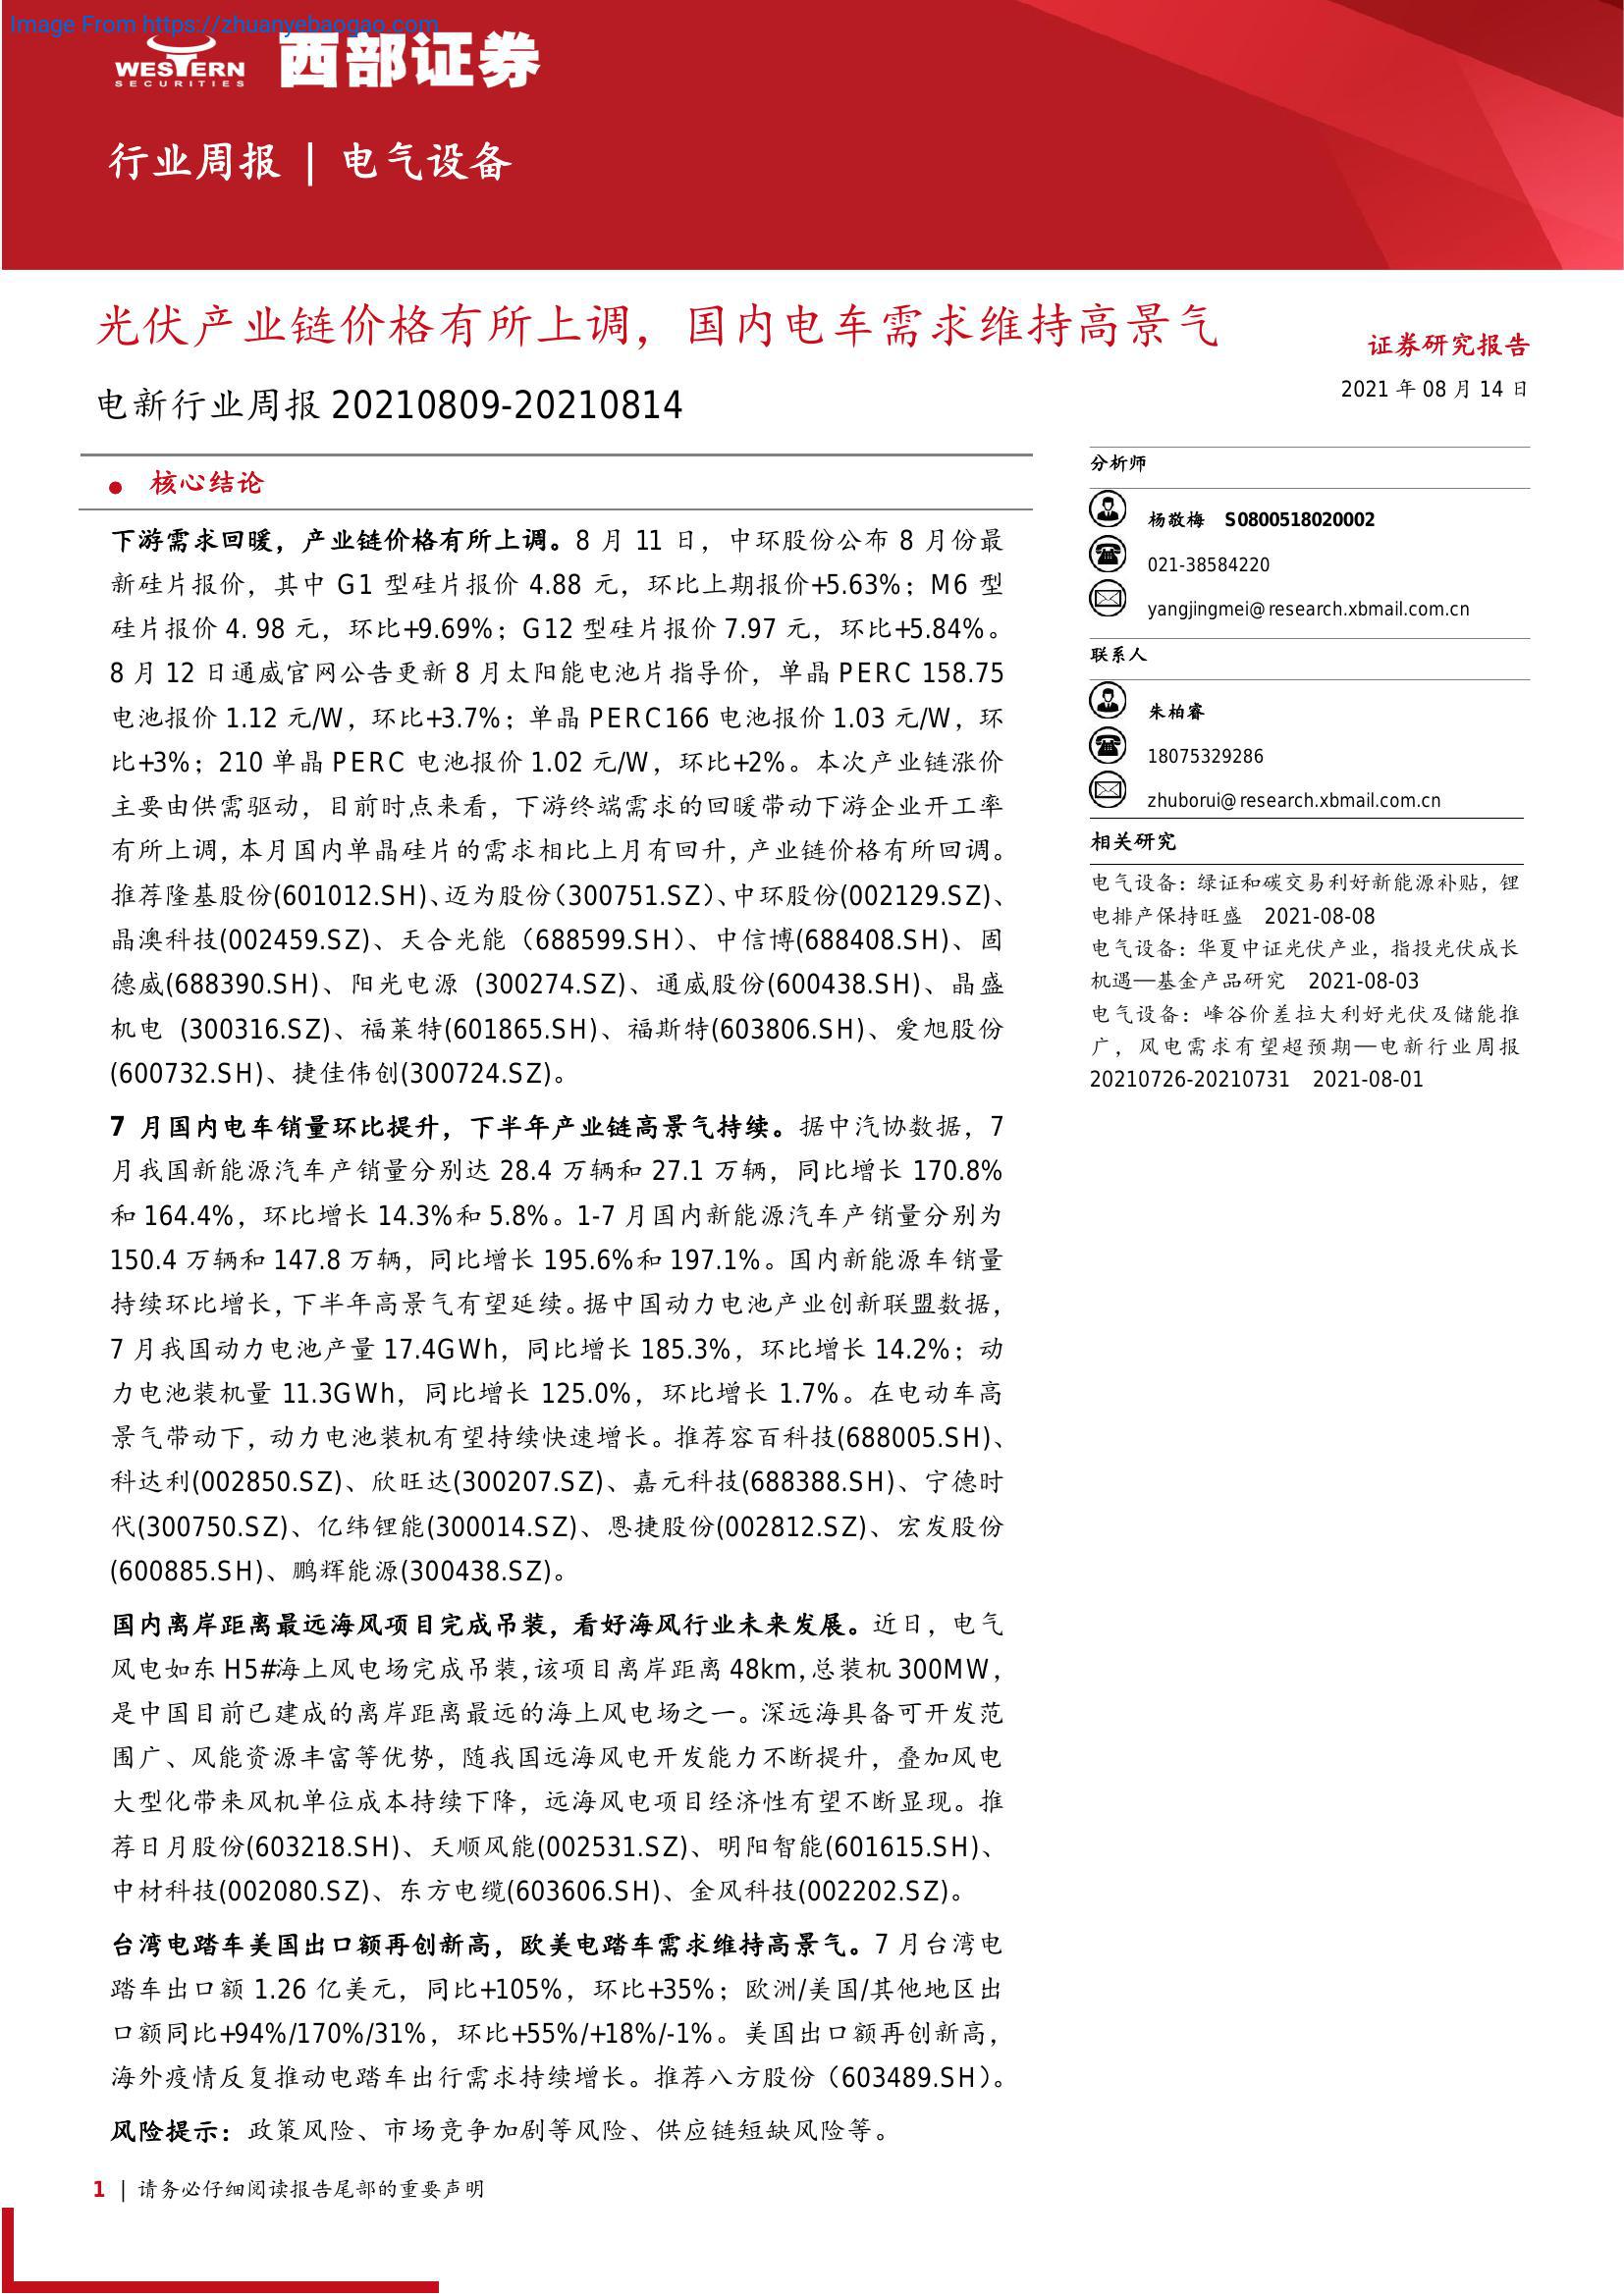 Image From https://zhuanyebaogao.com
WESTERN
SECURITIES
西部证券
行业周报 | 电气设备
光伏产业链价格有所上调，国内电车需求维持高景气
电新行业周报 20210809-20210814
证券研究报告
2021 年 08 月 14 日
● 核心结论
下游需求回暖，产业链价格有所上调。8 月 11 日，中环股份公布 8 月份最
新硅片报价，其中 G1 型硅片报价 4.88 元，环比上期报价+5.63%；M6 型
硅片报价 4. 98 元，环比+9.69%；G12 型硅片报价 7.97 元，环比+5.84%。
8 月 12 日通威官网公告更新 8 月太阳能电池片指导价，单晶 PERC 158.75
电池报价 1.12 元/W，环比+3.7%；单晶 PERC166 电池报价 1.03 元/W，环
比+3%；210 单晶 PERC 电池报价 1.02 元/W，环比+2%。本次产业链涨价
主要由供需驱动，目前时点来看，下游终端需求的回暖带动下游企业开工率
有所上调，本月国内单晶硅片的需求相比上月有回升，产业链价格有所回调。
推荐隆基股份(601012.SH)、迈为股份（300751.SZ）、中环股份(002129.SZ)、
晶澳科技(002459.SZ)、天合光能（688599.SH）、中信博(688408.SH)、固
德威(688390.SH)、阳光电源 (300274.SZ)、通威股份(600438.SH)、晶盛
机电 (300316.SZ)、福莱特(601865.SH)、福斯特(603806.SH)、爱旭股份
(600732.SH)、捷佳伟创(300724.SZ)。
7 月国内电车销量环比提升，下半年产业链高景气持续。据中汽协数据，7
月我国新能源汽车产销量分别达 28.4 万辆和 27.1 万辆，同比增长 170.8%
和 164.4%，环比增长 14.3%和 5.8%。1-7 月国内新能源汽车产销量分别为
150.4 万辆和 147.8 万辆，同比增长 195.6%和 197.1%。国内新能源车销量
持续环比增长，下半年高景气有望延续。据中国动力电池产业创新联盟数据，
7 月我国动力电池产量 17.4GWh，同比增长 185.3%，环比增长 14.2%；动
力电池装机量 11.3GWh，同比增长 125.0%，环比增长 1.7%。在电动车高
景气带动下，动力电池装机有望持续快速增长。推荐容百科技(688005.SH)、
科达利(002850.SZ)、欣旺达(300207.SZ)、嘉元科技(688388.SH)、宁德时
代(300750.SZ)、亿纬锂能(300014.SZ)、恩捷股份(002812.SZ)、宏发股份
(600885.SH)、鹏辉能源(300438.SZ)。
国内离岸距离最远海风项目完成吊装，看好海风行业未来发展。近日，电气
风电如东 H5#海上风电场完成吊装，该项目离岸距离 48km，总装机 300MW，
是中国目前已建成的离岸距离最远的海上风电场之一。深远海具备可开发范
围广、风能资源丰富等优势，随我国远海风电开发能力不断提升，叠加风电
大型化带来风机单位成本持续下降，远海风电项目经济性有望不断显现。推
荐日月股份(603218.SH)、天顺风能(002531.SZ)、明阳智能(601615.SH)、
中材科技(002080.SZ)、东方电缆(603606.SH)、金风科技(002202.SZ)。
台湾电踏车美国出口额再创新高，欧美电踏车需求维持高景气。7 月台湾电
踏车出口额 1.26 亿美元，同比+105%，环比+35%；欧洲/美国/其他地区出
口额同比+94%/170%/31%，环比+55%/+18%/-1%。美国出口额再创新高，
海外疫情反复推动电踏车出行需求持续增长。推荐八方股份（603489.SH）。
风险提示：政策风险、市场竞争加剧等风险、供应链短缺风险等。
分析师
杨敬梅 S0800518020002
021-38584220
yangjingmei@research.xbmail.com.cn
联系人
朱柏睿
18075329286
zhuborui@research.xbmail.com.cn
相关研究
电气设备：绿证和碳交易利好新能源补贴，锂
电排产保持旺盛 2021-08-08
电气设备：华夏中证光伏产业，指投光伏成长
机遇—基金产品研究 2021-08-03
电气设备：峰谷价差拉大利好光伏及储能推
广，风电需求有望超预期—电新行业周报
20210726-20210731 2021-08-01
1 | 请务必仔细阅读报告尾部的重要声明